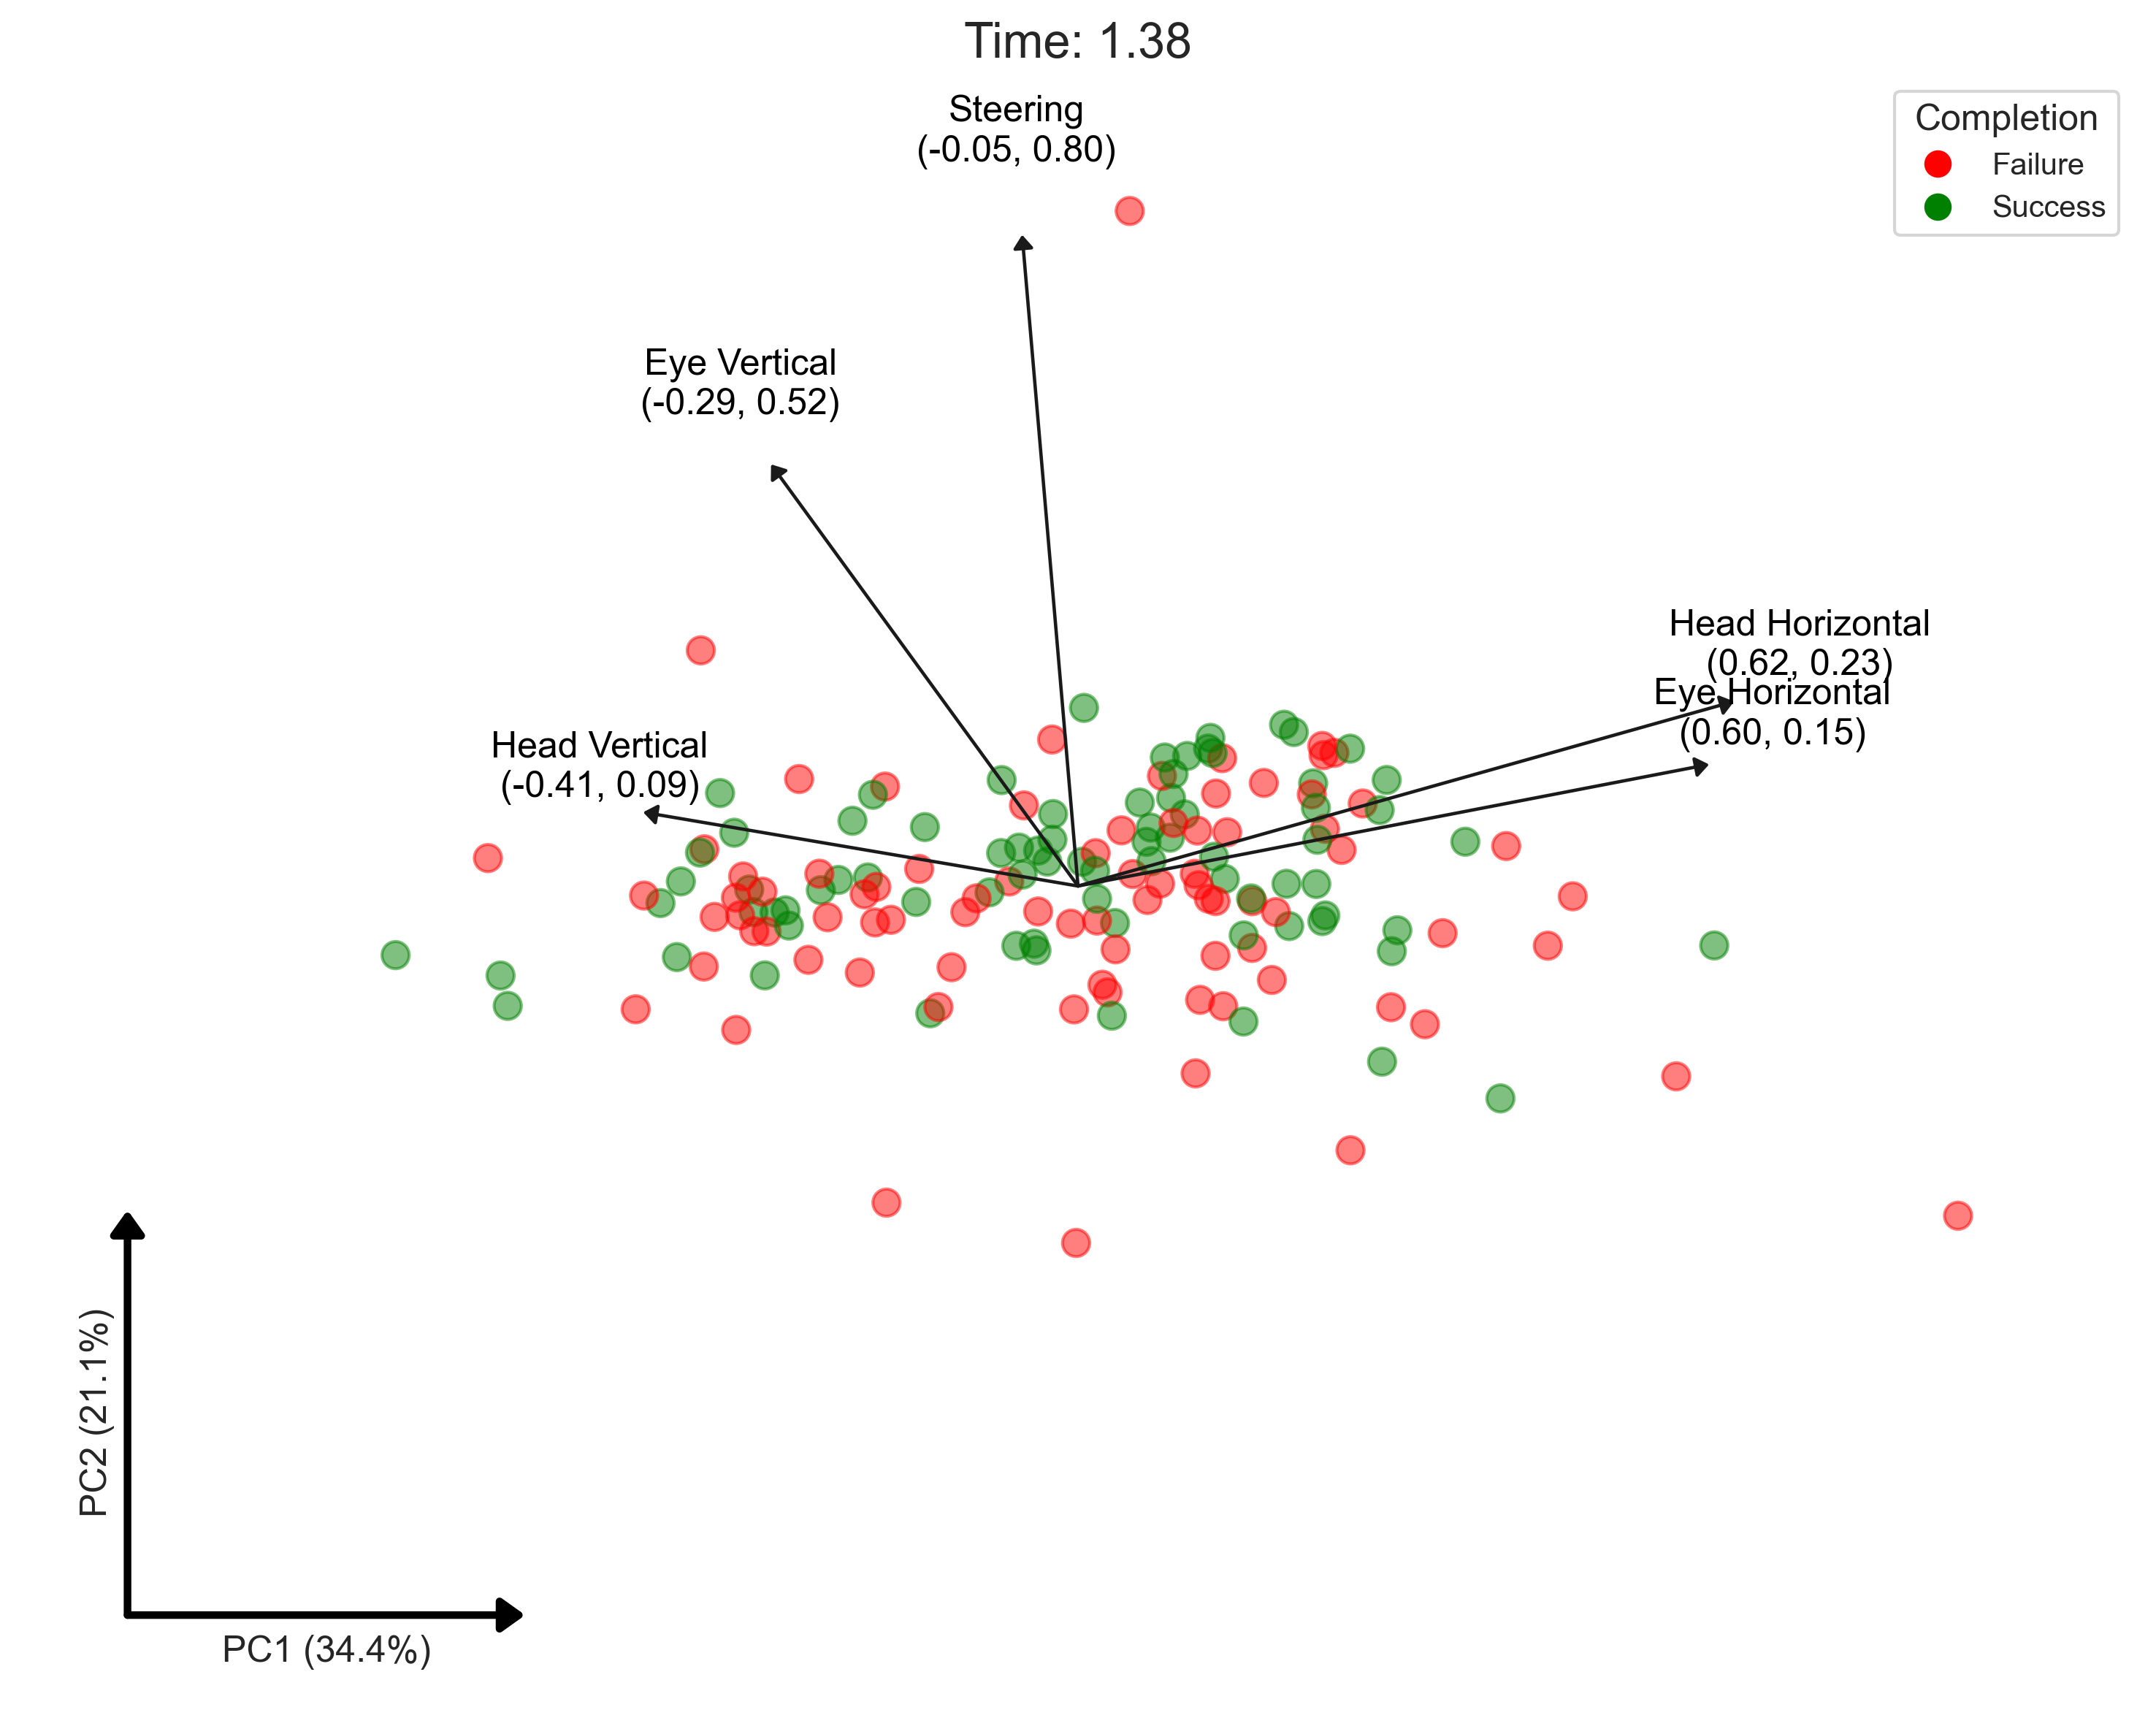 Time: 1.38
Steering
(-0.05, 0.80)
Completion
Failure
Success
Eye Vertical
(-0.29, 0.52)
Head Horizontal
(0.62, 0.23)
Eye Horizontal
(0.60, 0.15)
Head Vertical
(-0.41, 0.09)
PC2 (21.1%)
PC1 (34.4%)